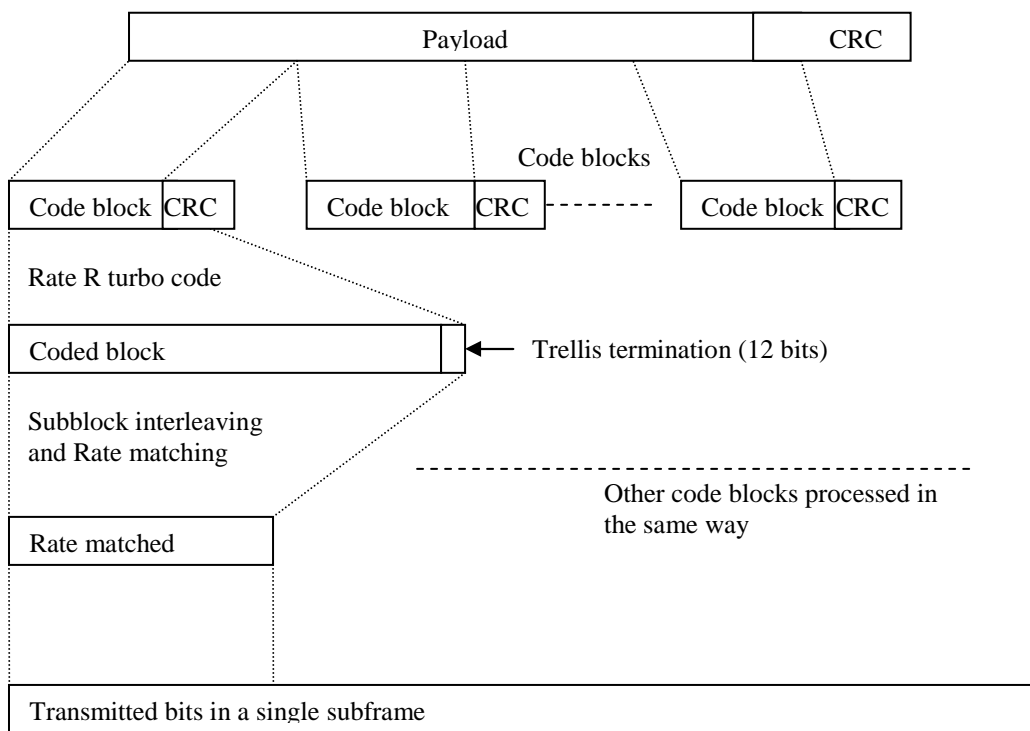 Payload
CRC
Code blocks
Code block
CRC
Code block
CRC
Code block
CRC
Rate R turbo code
Coded block
Trellis termination (12 bits)
Subblock interleaving
and Rate matching
Other code blocks processed in
the same way
Rate matched
Transmitted bits in a single subframe